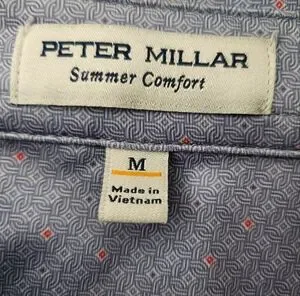 PETER MILLAR
Summer Comfort
M
Made in
Vietnam